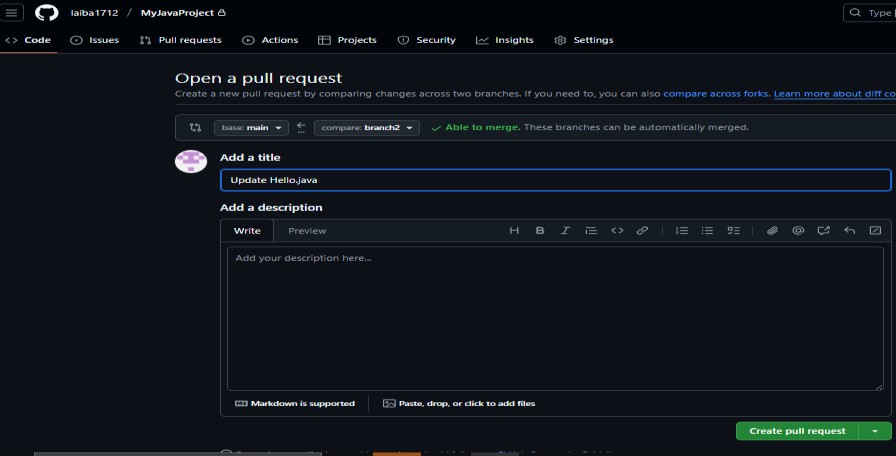 laiba1712 / MyJavaProject
Type
Code Issues Pull requests Actions Projects Security Insights Settings
Open a pull request
Create a new pull request by comparing changes across two branches. If you need to, you can also compare across forks. Learn more about diff co
base: main compare: branch2 Able to merge. These branches can be automatically merged.
Add a title
Update Hello.java
Add a description
Write Preview
Add your description here...
Markdown is supported Paste, drop, or click to add files
Create pull request